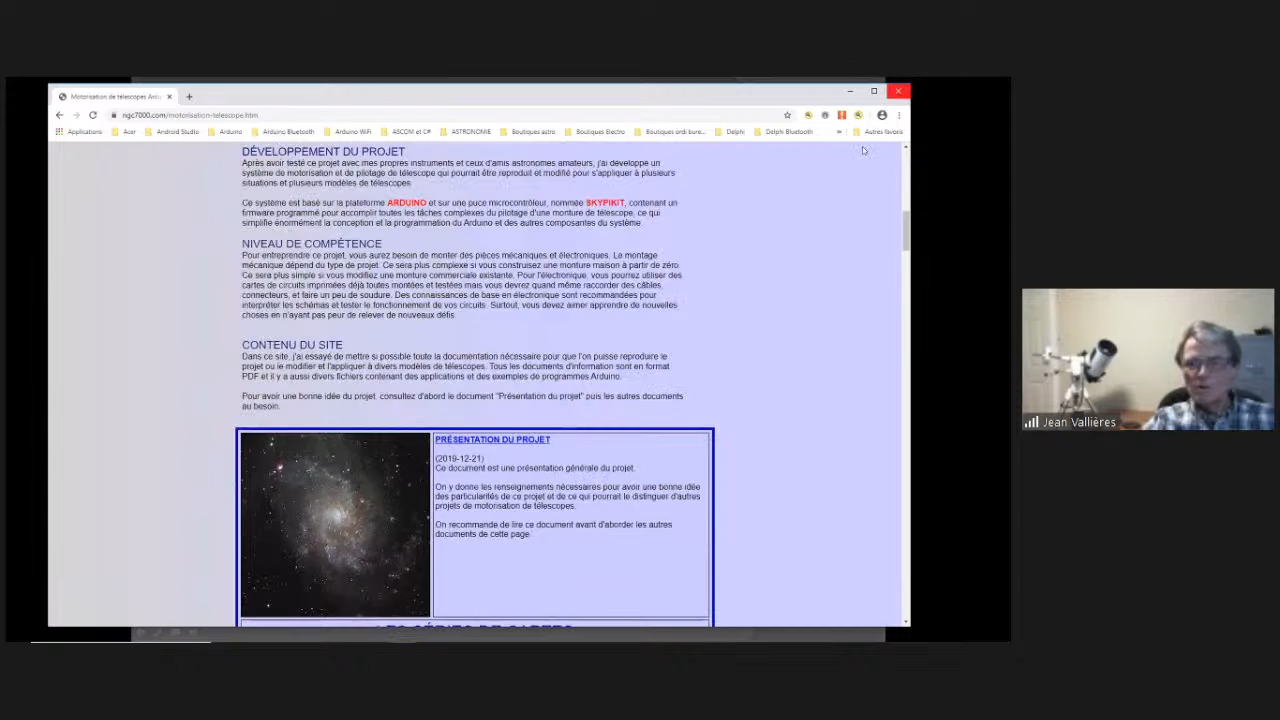 Motorisation de télescopes Ardu
ngc7000.com/motorisation-telescope.htm
Applications Acer Android Studio Arduino Arduino Bluetooth Arduino WiFi ASCOM et C# ASTRONOMIE Boutiques astro Boutiques Electro Boutiques ordi bure... Delphi Delphi Bluetooth » Autres favoris
DÉVELOPPEMENT DU PROJET
Après avoir testé ce projet avec mes propres instruments et ceux d'amis astronomes amateurs, j'ai développé un
système de motorisation et de pilotage de télescope qui pourrait être reproduit et modifié pour s'appliquer à plusieurs
situations et plusieurs modèles de télescopes.
Ce système est basé sur la plateforme ARDUINO et sur une puce microcontrôleur, nommée SKYPIKIT, contenant un
firmware programmé pour accomplir toutes les tâches complexes du pilotage d'une monture de télescope, ce qui
simplifie énormément la conception et la programmation du Arduino et des autres composantes du système.
NIVEAU DE COMPÉTENCE
Pour entreprendre ce projet, vous aurez besoin de monter des pièces mécaniques et électroniques. Le montage
mécanique dépend du type de projet. Ce sera plus complexe si vous construisez une monture maison à partir de zéro.
Ce sera plus simple si vous modifiez une monture commerciale existante. Pour l'électronique, vous pourrez utiliser des
cartes de circuits imprimées déjà toutes montées et testées mais vous devrez quand même raccorder des câbles,
connecteurs, et faire un peu de soudure. Des connaissances de base en électronique sont recommandées pour
interpréter les schémas et tester le fonctionnement de vos circuits. Surtout, vous devez aimer apprendre de nouvelles
choses en n'ayant pas peur de relever de nouveaux défis.
CONTENU DU SITE
Dans ce site, j'ai essayé de mettre si possible toute la documentation nécessaire pour que l'on puisse reproduire le
projet ou le modifier et l'appliquer à divers modèles de télescopes. Tous les documents d'information sont en format
PDF et il y a aussi divers fichiers contenant des applications et des exemples de programmes Arduino.
Pour avoir une bonne idée du projet, consultez d'abord le document "Présentation du projet" puis les autres documents
au besoin.
PRÉSENTATION DU PROJET
(2019-12-21)
Ce document est une présentation générale du projet.
On y donne les renseignements nécessaires pour avoir une bonne idée
des particularités de ce projet et de ce qui pourrait le distinguer d'autres
projets de motorisation de télescopes.
On recommande de lire ce document avant d'aborder les autres
documents de cette page.
LES SÉRIES DE CARTES
Jean Vallières